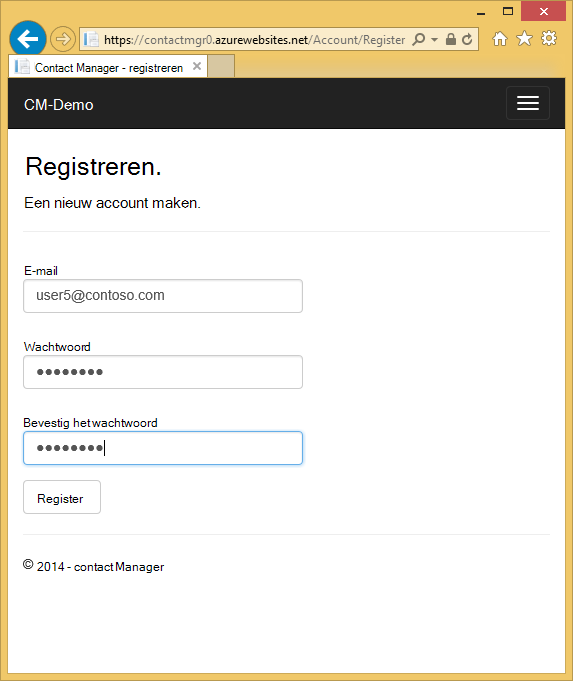 https://contactmgr0.azurewebsites.net/Account/Register
Contact Manager - registreren
CM-Demo
Registreren.
Een nieuw account maken.
E-mail
user5@contoso.com
Wachtwoord
●●●●●●●●
Bevestig het wachtwoord
●●●●●●●●
Register
© 2014 - contact Manager